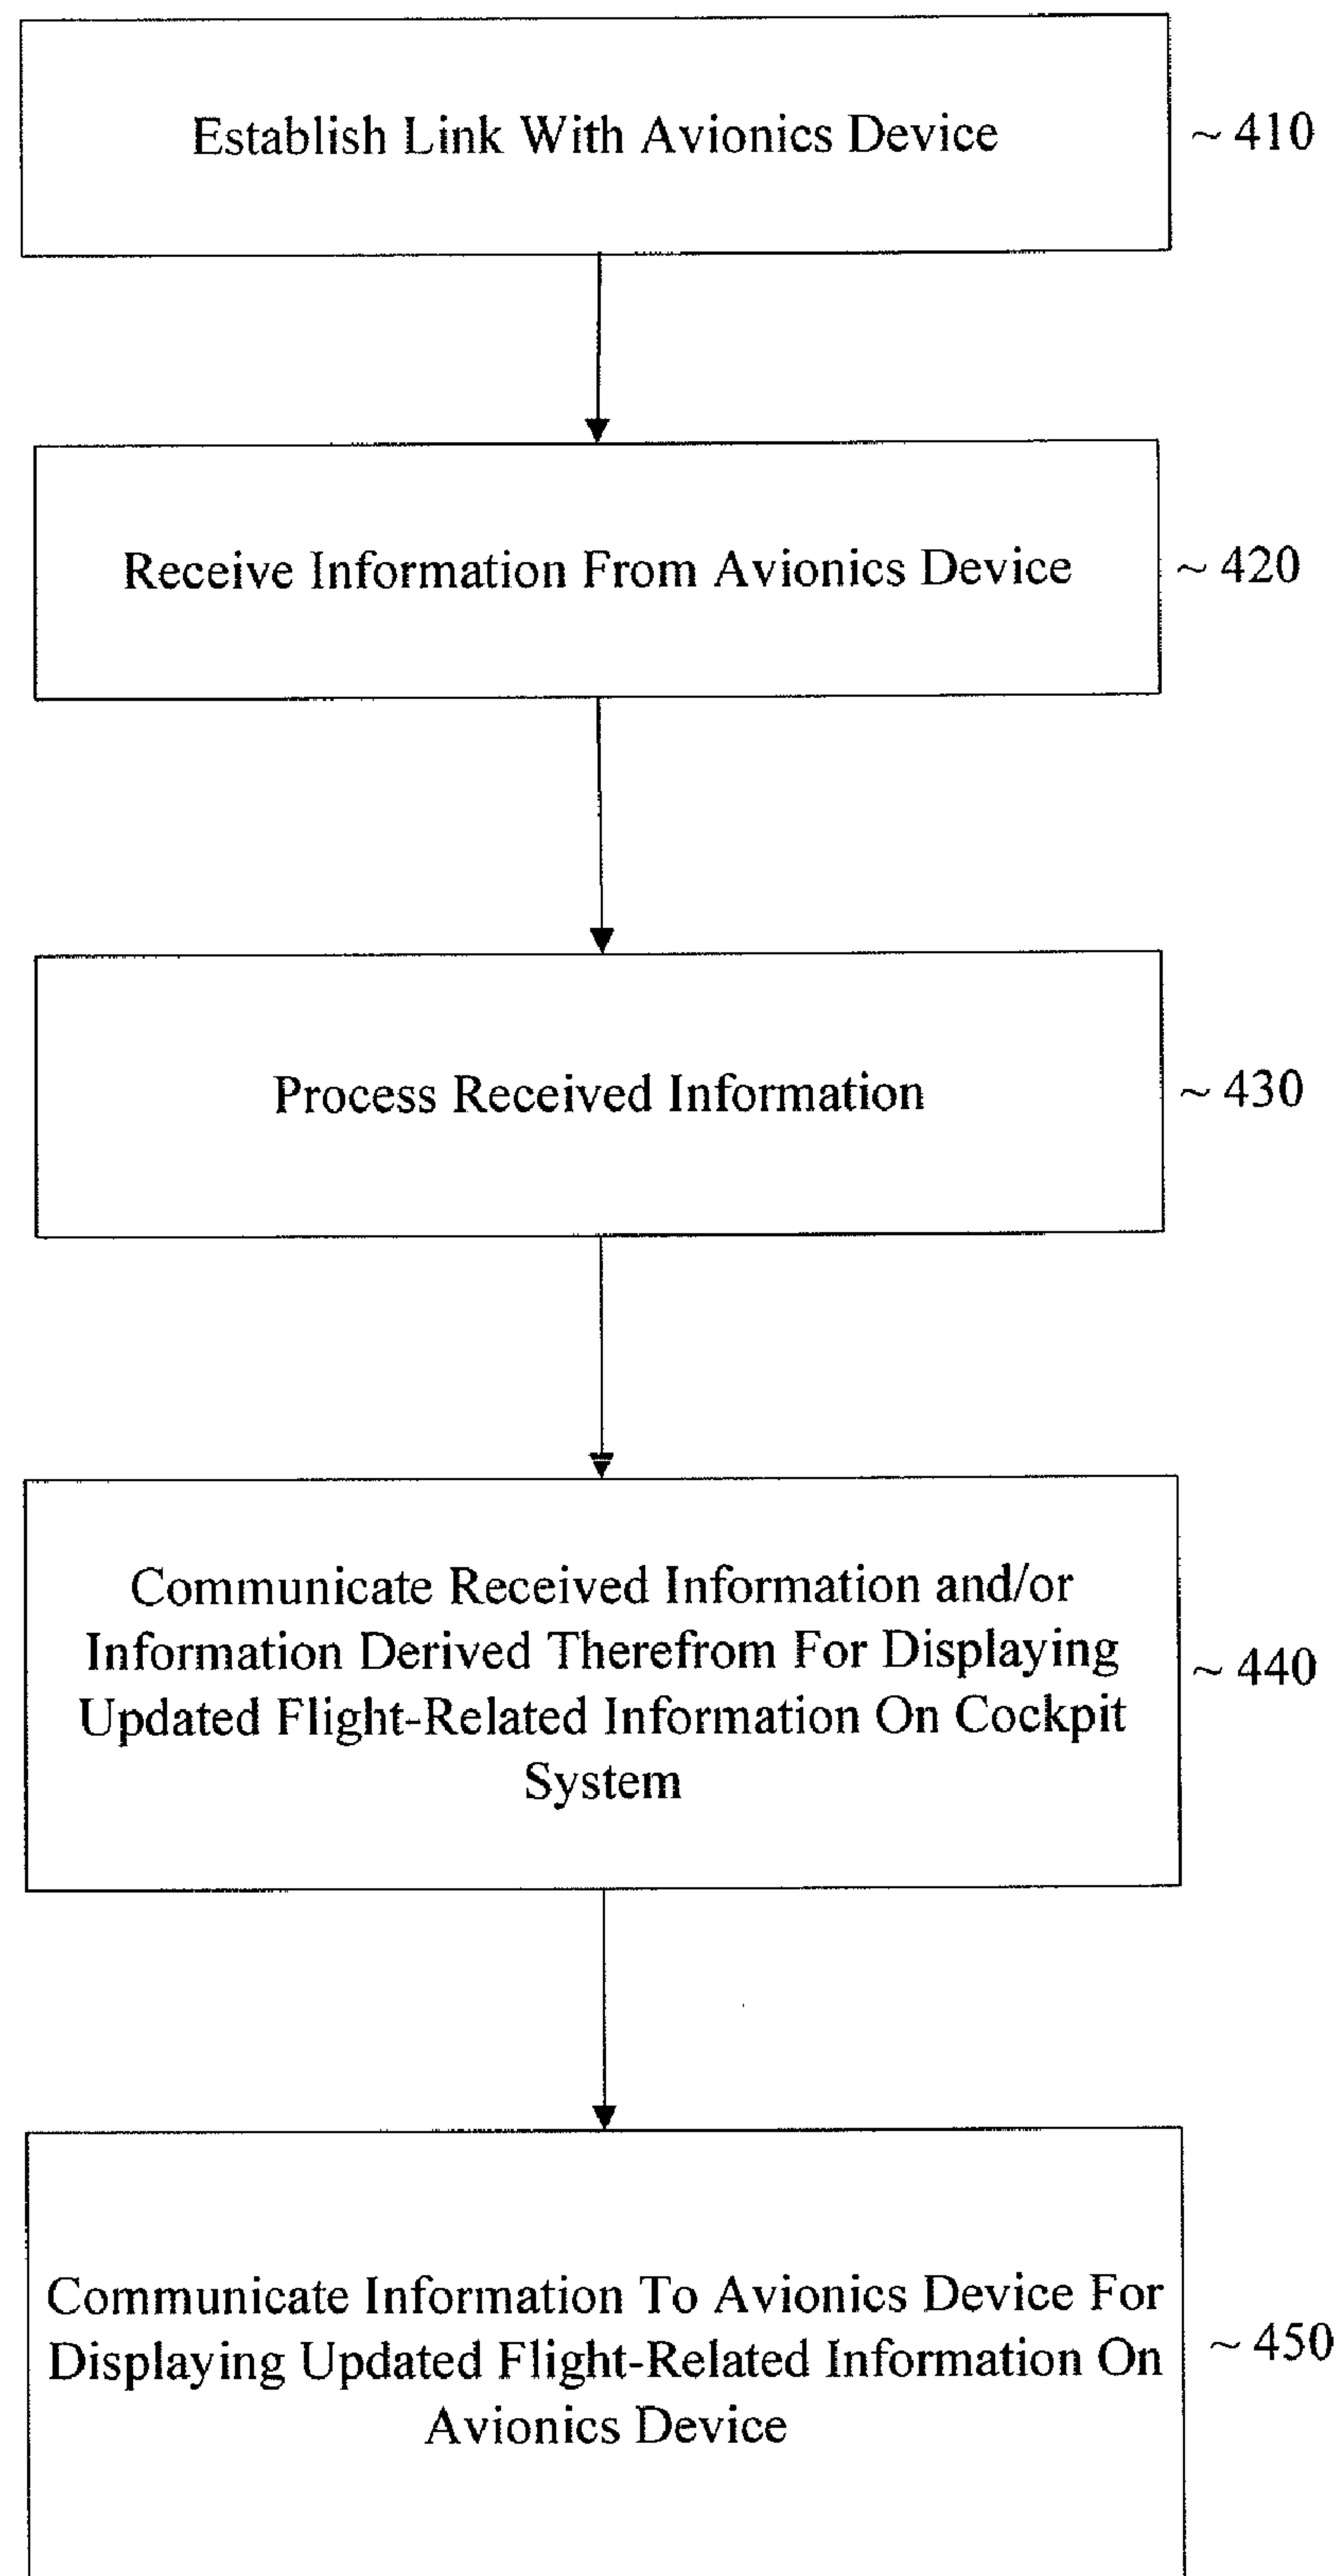 Establish Link With Avionics Device
~ 410
Receive Information From Avionics Device
~ 420
Process Received Information
~ 430
Communicate Received Information and/or
Information Derived Therefrom For Displaying
Updated Flight-Related Information On Cockpit
System
~ 440
Communicate Information To Avionics Device For
Displaying Updated Flight-Related Information On
Avionics Device
~ 450